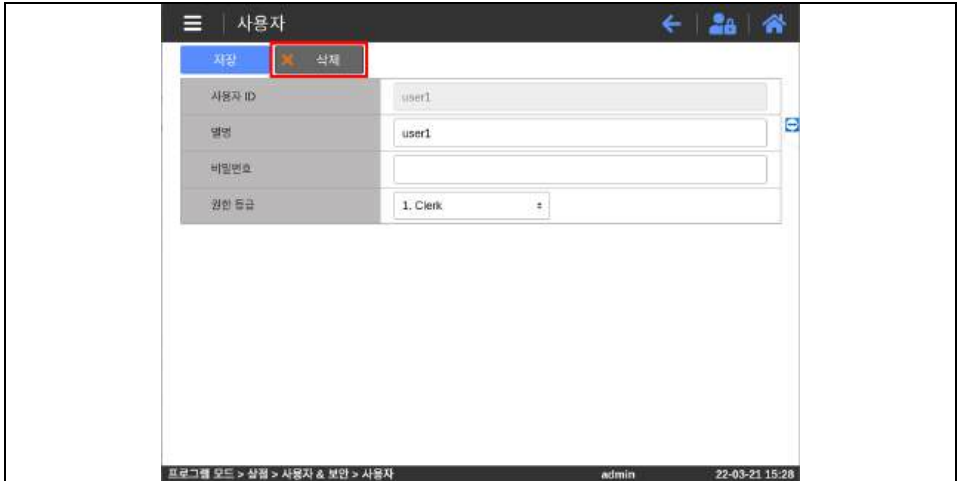 사용자
저장 삭제
사용자 ID user1
별명 user1
비밀번호
권한 등급 1. Clerk
프로그램 모드 > 상점 > 사용자 & 보안 > 사용자 admin 22-03-21 15:28